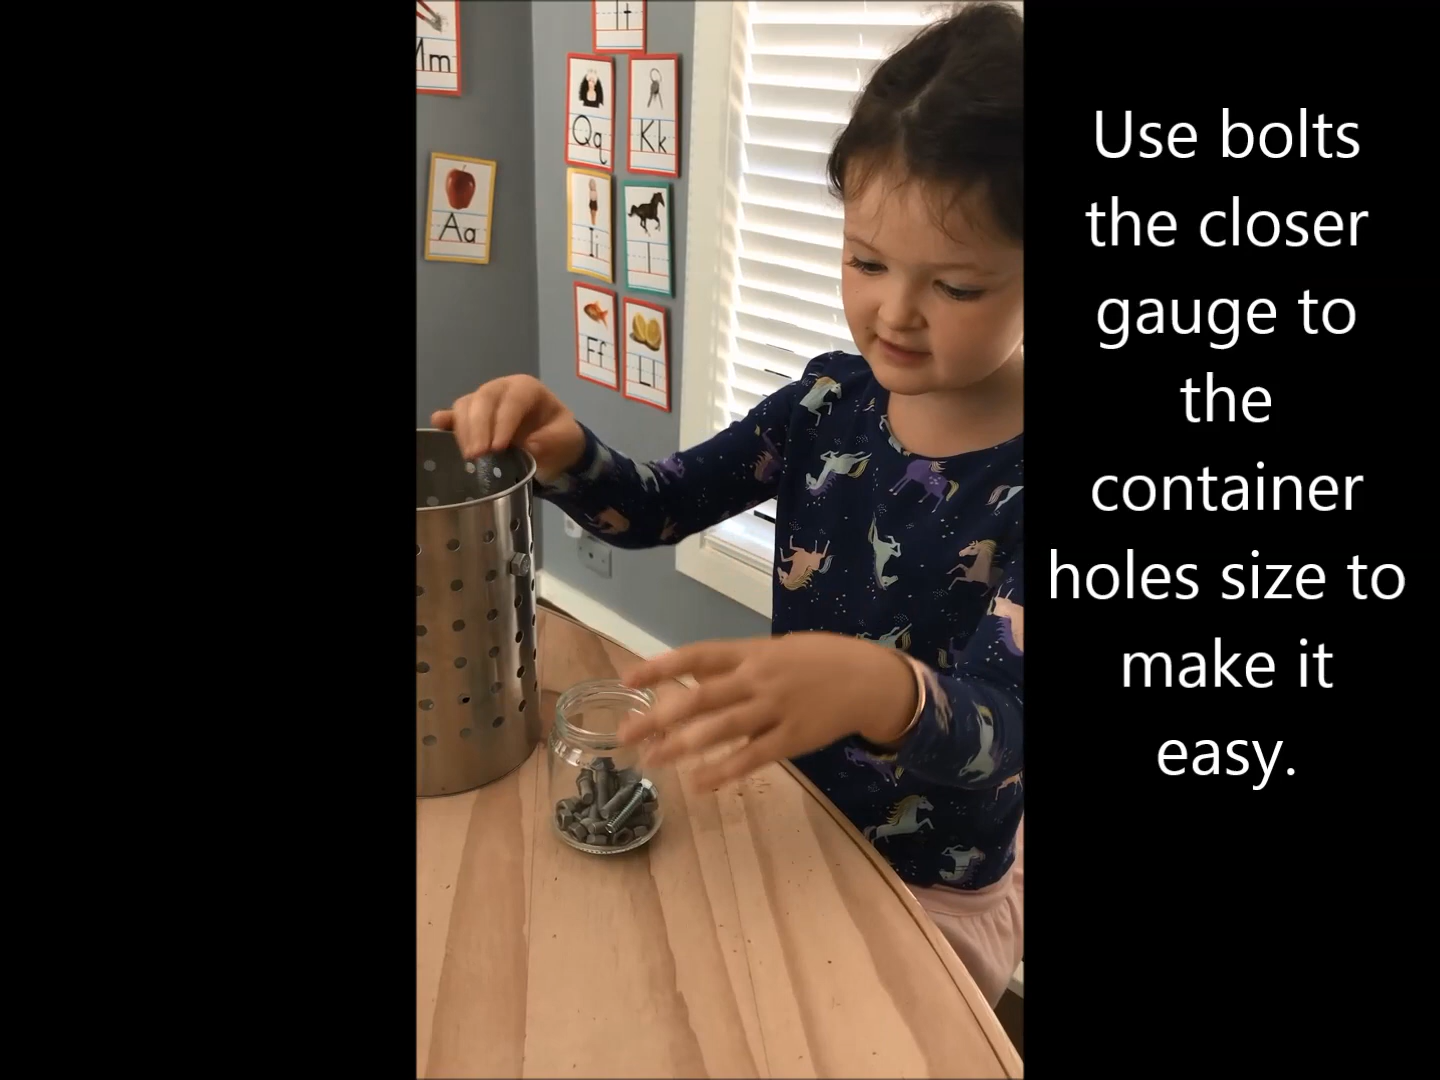 Mm
It
Qq
Kk
Aa
Ii
Ff
Ll
Use bolts
the closer
gauge to
the
container
holes size to
make it
easy.